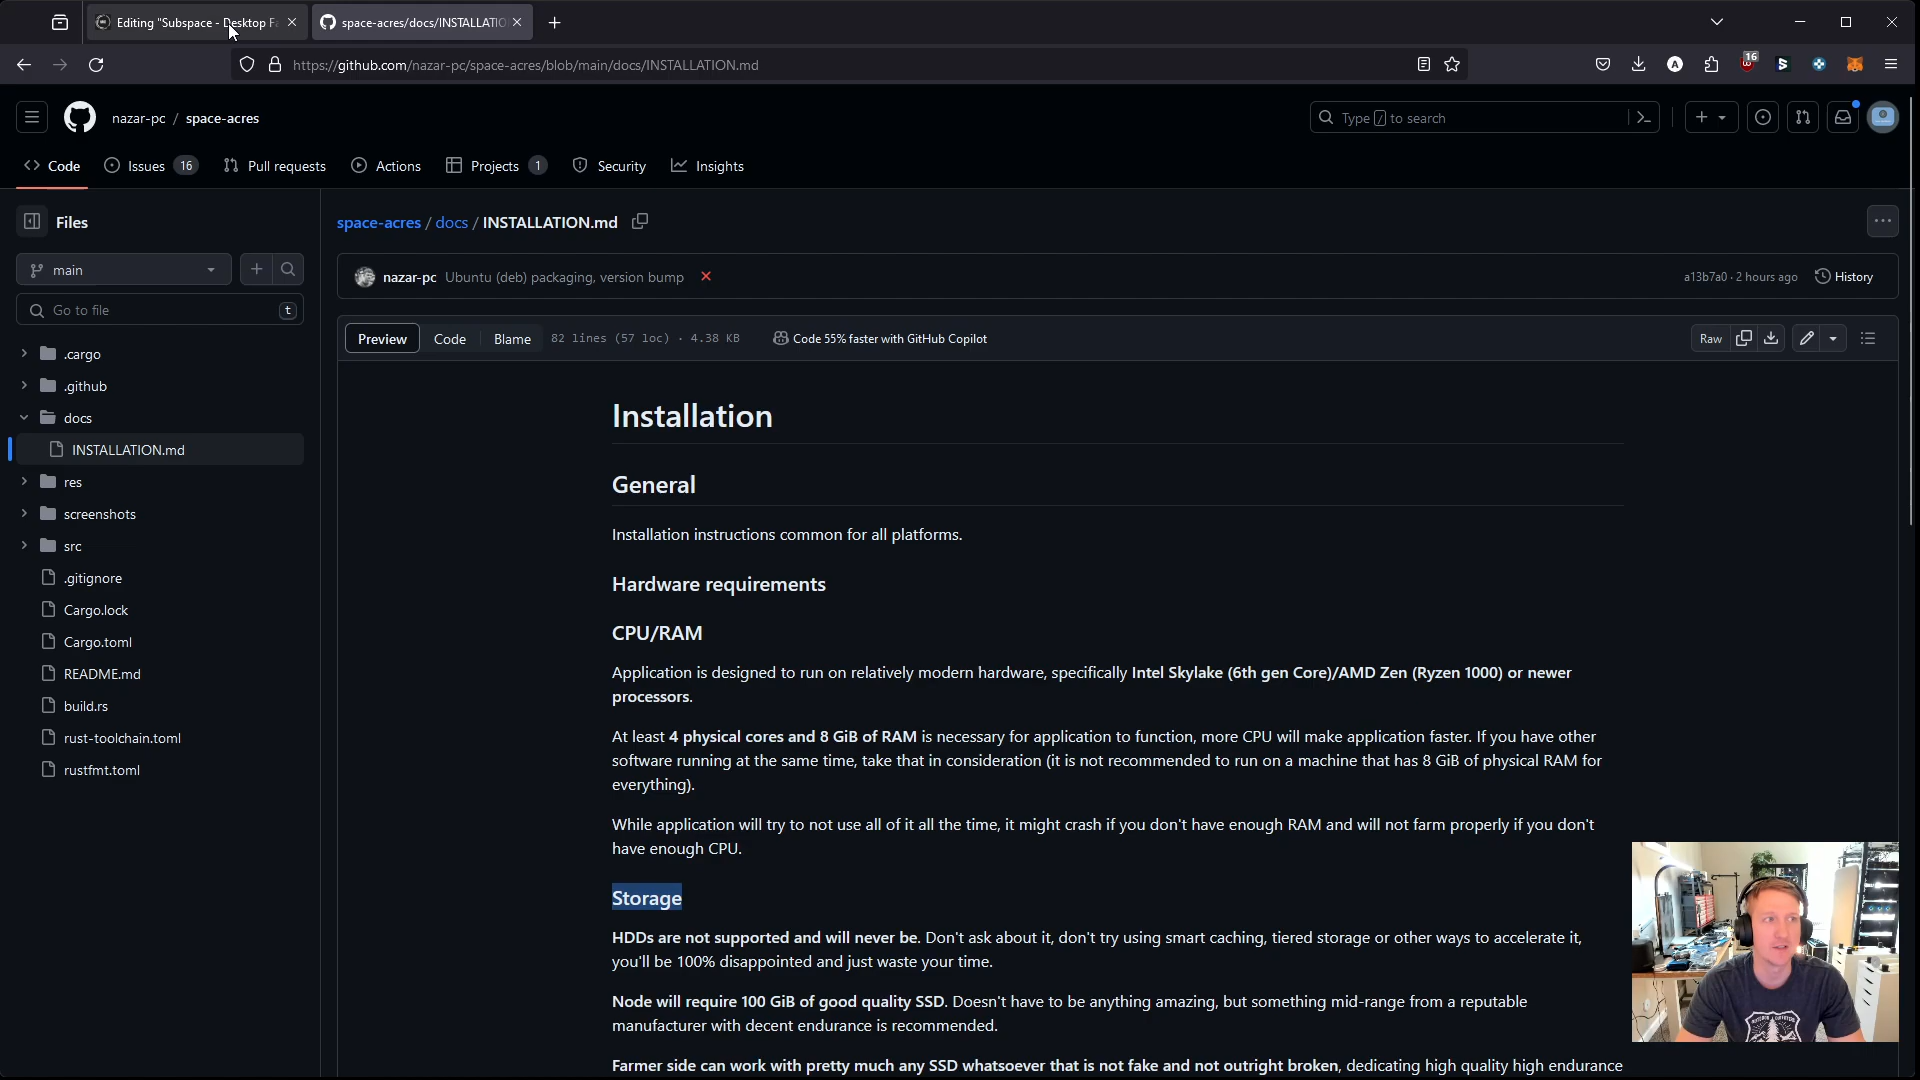 Editing "Subspace - Desktop Fa
space-acres/docs/INSTALLATIO
https://github.com/nazar-pc/space-acres/blob/main/docs/INSTALLATION.md
16
A
nazar-pc / space-acres
Type / to search
Code
Issues 16
Pull requests
Actions
Projects 1
Security
Insights
Files
main
Go to file
t
.cargo
.github
docs
INSTALLATION.md
res
screenshots
src
.gitignore
Cargo.lock
Cargo.toml
README.md
build.rs
rust-toolchain.toml
rustfmt.toml
space-acres / docs / INSTALLATION.md
nazar-pc Ubuntu (deb) packaging, version bump
a13b7a0 · 2 hours ago
History
Preview
Code
Blame
82 lines (57 loc) · 4.38 KB
Code 55% faster with GitHub Copilot
Raw
Installation
General
Installation instructions common for all platforms.
Hardware requirements
CPU/RAM
Application is designed to run on relatively modern hardware, specifically Intel Skylake (6th gen Core)/AMD Zen (Ryzen 1000) or newer
processors.
At least 4 physical cores and 8 GiB of RAM is necessary for application to function, more CPU will make application faster. If you have other
software running at the same time, take that in consideration (it is not recommended to run on a machine that has 8 GiB of physical RAM for
everything).
While application will try to not use all of it all the time, it might crash if you don't have enough RAM and will not farm properly if you don't
have enough CPU.
Storage
HDDs are not supported and will never be. Don't ask about it, don't try using smart caching, tiered storage or other ways to accelerate it,
you'll be 100% disappointed and just waste your time.
Node will require 100 GiB of good quality SSD. Doesn't have to be anything amazing, but something mid-range from a reputable
manufacturer with decent endurance is recommended.
Farmer side can work with pretty much any SSD whatsoever that is not fake and not outright broken, dedicating high quality high endurance